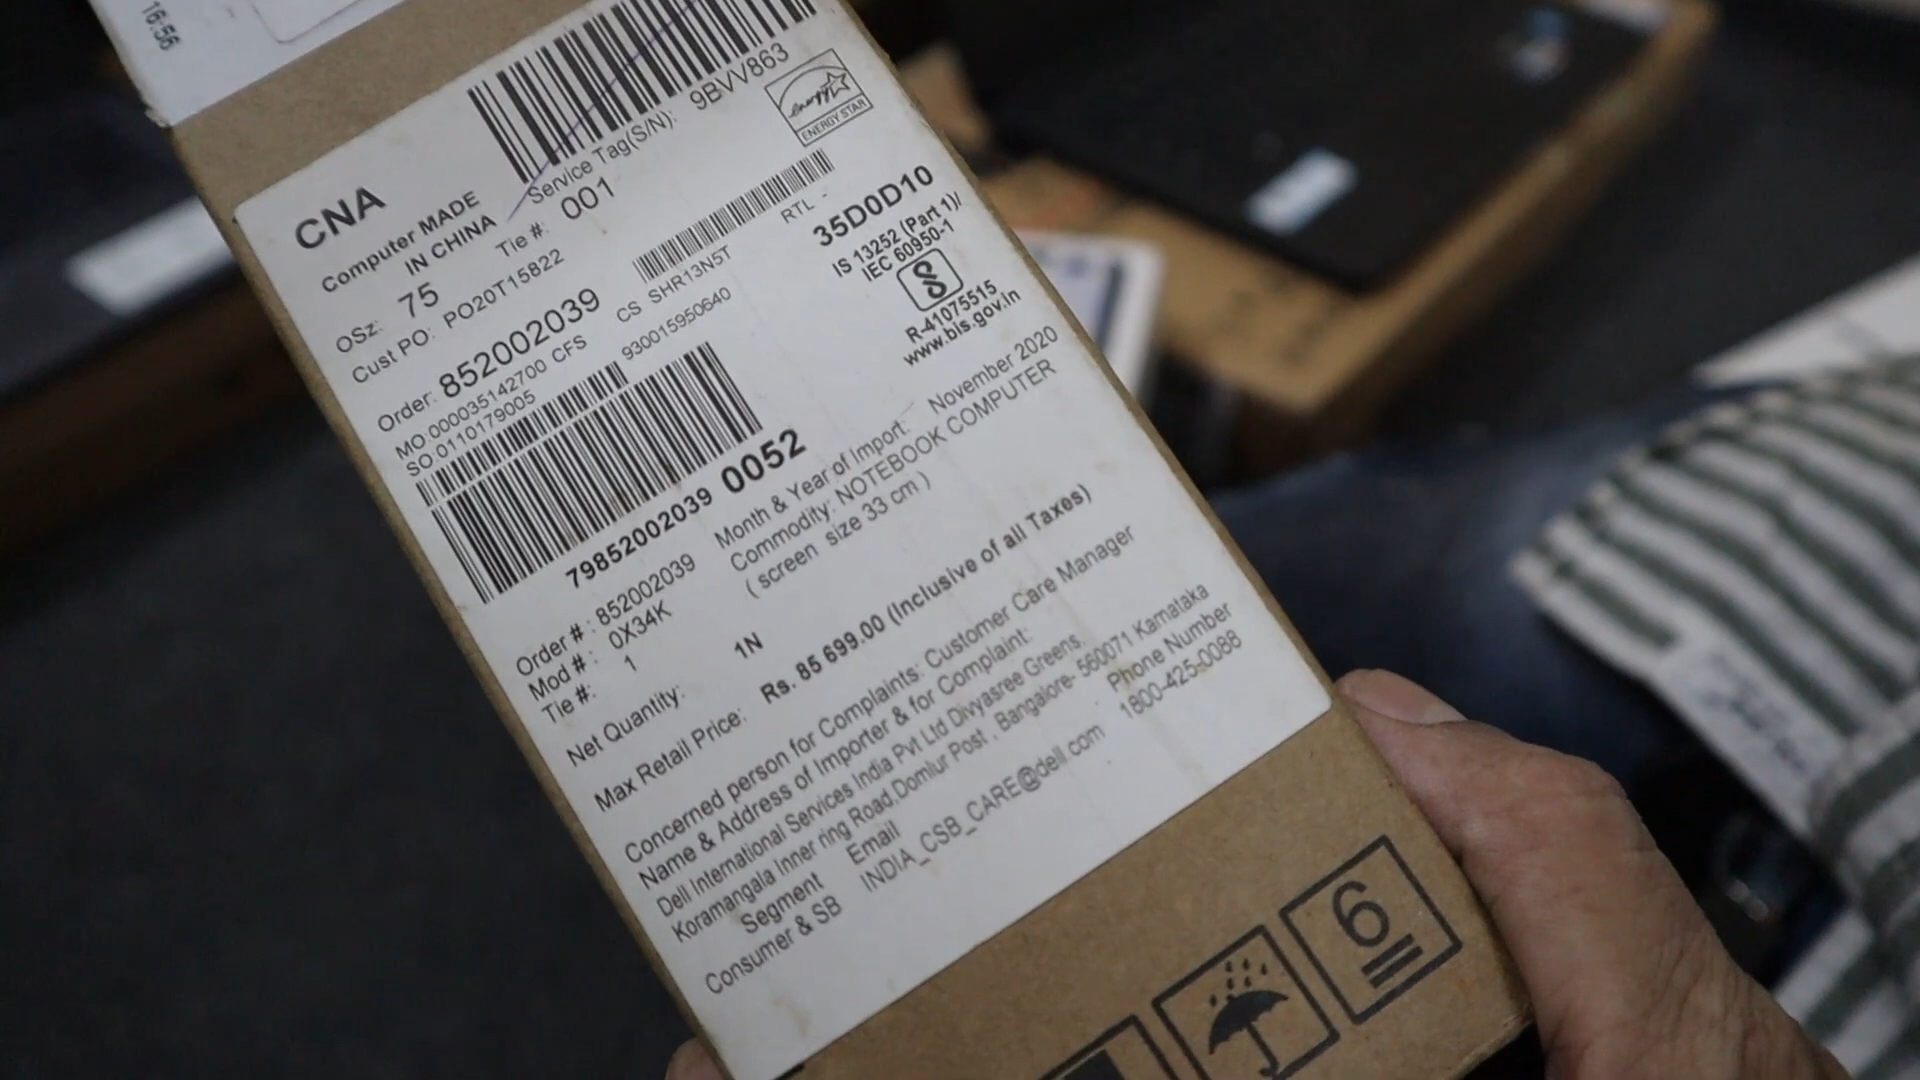 16:56
CNA
Computer MADE
IN CHINA
Service Tag(S/N): 9BVV863
ENERGY STAR
OSz: 75
Tie #: 001
Cust PO: PO20T15822
RTL -
35D0D10
IS 13252 (Part 1)/
IEC 60950-1
R-41075515
www.bis.gov.in
Order: 852002039
CS SHR13N5T
MO:000035142700 CFS
SO:0110179005
930015950640
79852002039 0052
Order #: 852002039
Mod #: 0X34K
Tie #: 1
Month & Year of Import: November 2020
Commodity: NOTEBOOK COMPUTER
( screen size 33 cm )
Net Quantity: 1N
Max Retail Price: Rs. 85 699.00 (Inclusive of all Taxes)
Concerned person for Complaints: Customer Care Manager
Name & Address of Importer & for Complaint:
Dell International Services India Pvt Ltd Divyasree Greens,
Koramangala Inner ring Road,Domlur Post , Bangalore- 560071 Karnataka
Segment Email Phone Number
Consumer & SB INDIA_CSB_CARE@dell.com 1800-425-0088
6